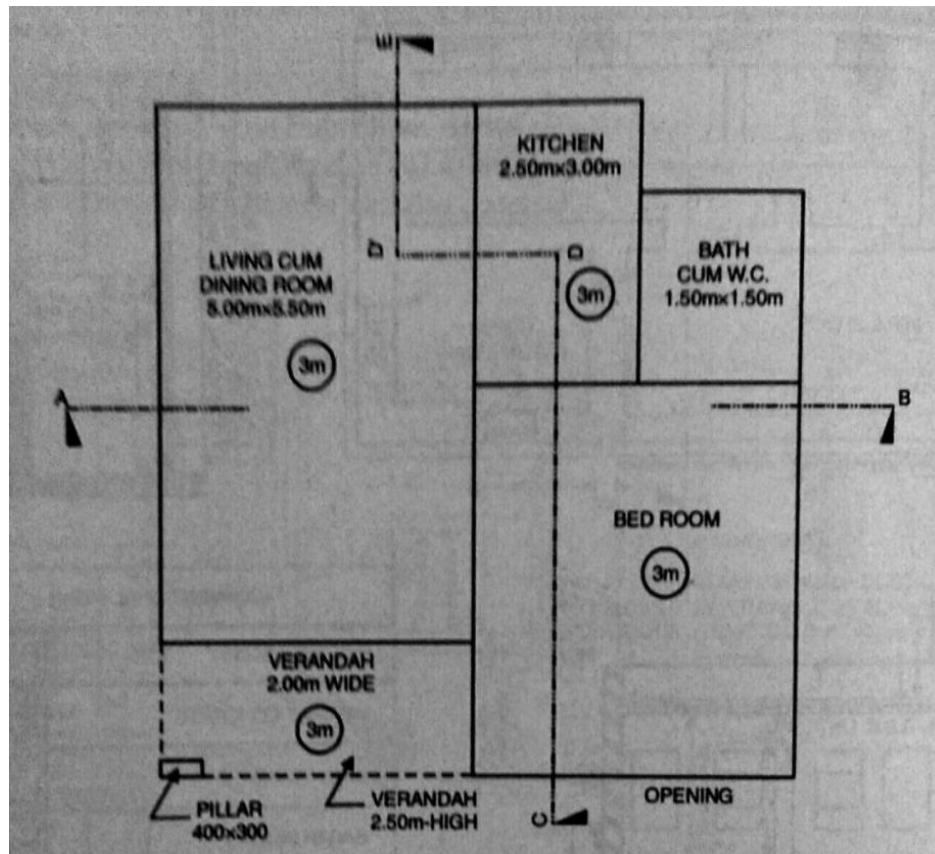 E
KITCHEN
2.50m×3.00m
D'
D
LIVING CUM
DINING ROOM
5.00m×5.50m
3m
BATH
CUM W.C.
1.50m×1.50m
3m
A
B
BED ROOM
3m
VERANDAH
2.00m WIDE
3m
PILLAR
400×300
VERANDAH
2.50m-HIGH
C
OPENING